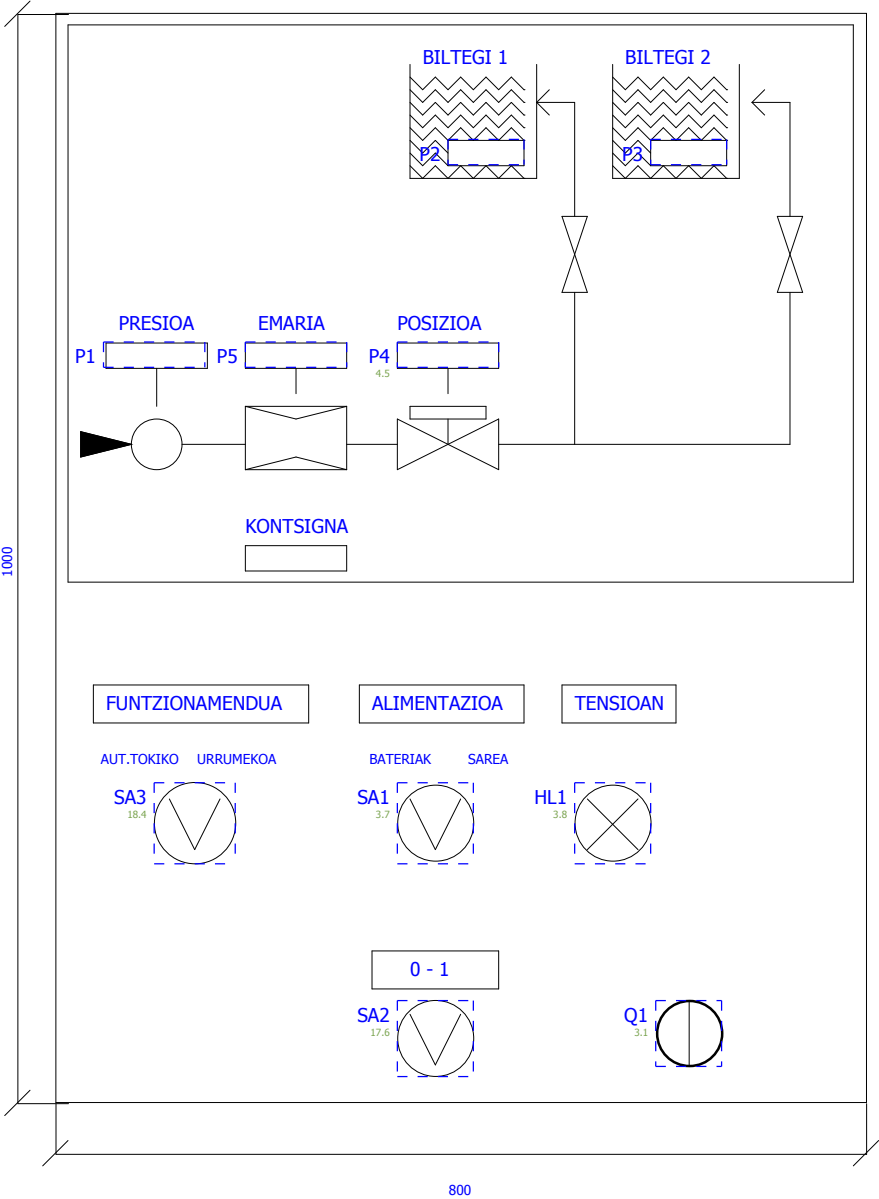 BILTEGI 1
BILTEGI 2
P2
P3
PRESIOA
EMARIA
POSIZIOA
P1
P5
P4
4.5
KONTSIGNA
1000
FUNTZIONAMENDUA
ALIMENTAZIOA
TENSIOAN
AUT.TOKIKO
URRUMEKOA
BATERIAK
SAREA
SA3
18.4
SA1
3.7
HL1
3.8
0 - 1
SA2
17.6
Q1
3.1
800